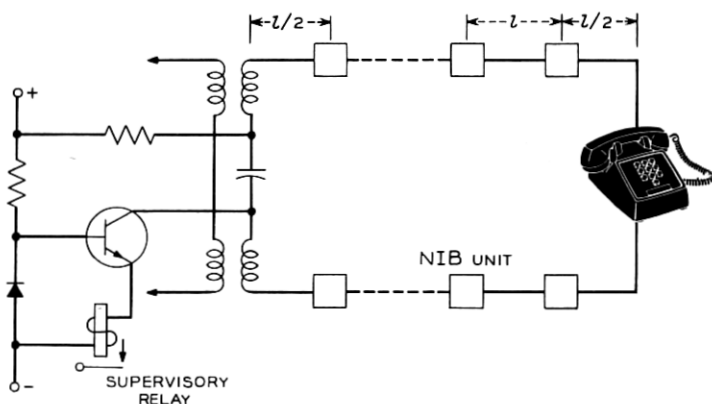 l/2
l
l/2
+
NIB UNIT
−
SUPERVISORY
RELAY